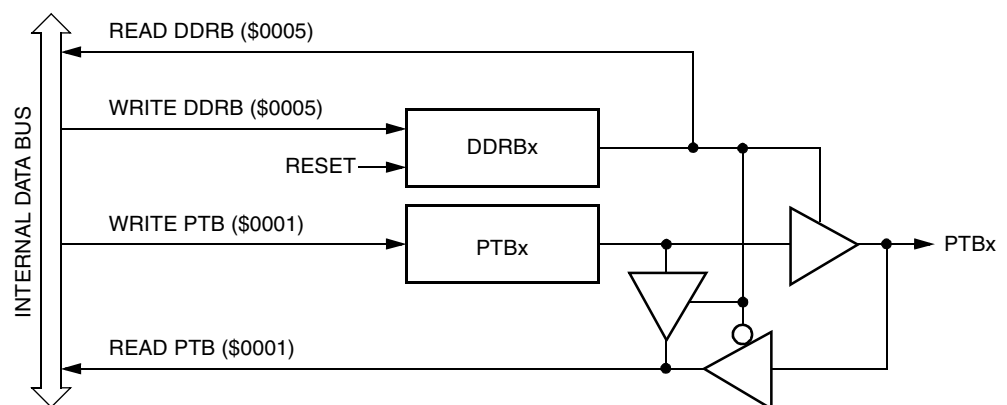 READ DDRB ($0005)
WRITE DDRB ($0005)
DDRBx
RESET
WRITE PTB ($0001)
PTBx
PTBx
READ PTB ($0001)
INTERNAL DATA BUS